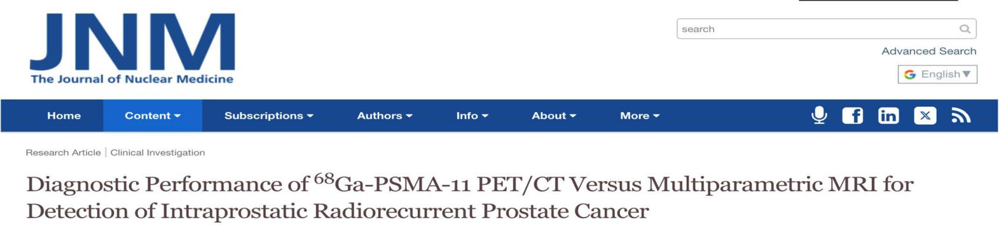 JNM
The Journal of Nuclear Medicine
search
Advanced Search
English▼
Home Content Subscriptions Authors Info About More
Research Article | Clinical Investigation
Diagnostic Performance of ⁶⁸Ga-PSMA-11 PET/CT Versus Multiparametric MRI for
Detection of Intraprostatic Radiorecurrent Prostate Cancer